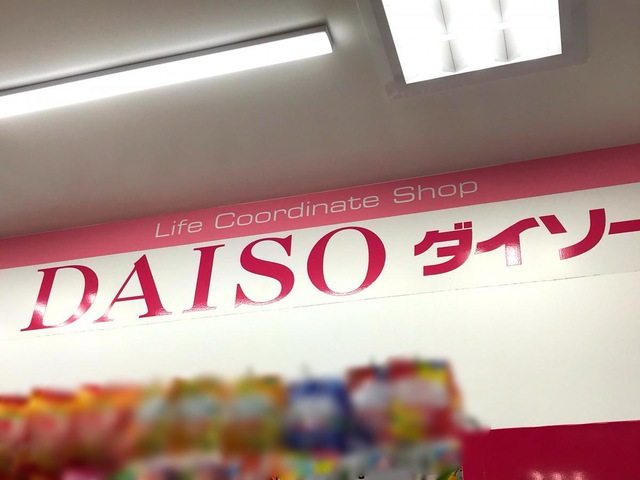 Life Coordinate Shop
DAISO ダイソー